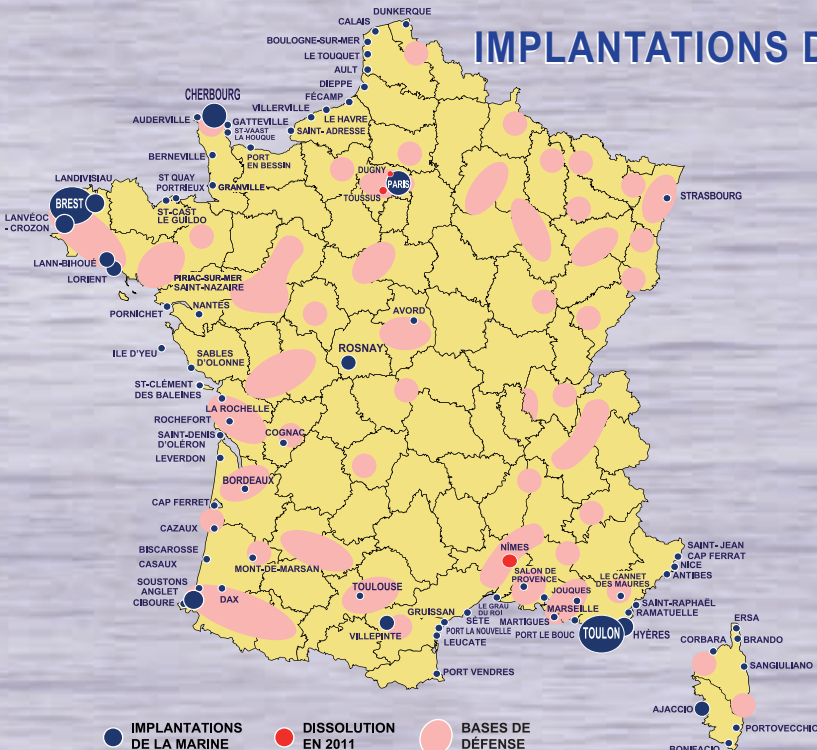 IMPLANTATIONS D
DUNKERQUE
CALAIS
BOULOGNE-SUR-MER
LE TOUQUET
AULT
DIEPPE
FÉCAMP
CHERBOURG
VILLERVILLE
LE HAVRE
AUDERVILLE
GATTEVILLE
ST-VAAST
LA HOUQUE
SAINT- ADRESSE
BERNEVILLE
PORT
EN BESSIN
DUGNY
PARIS
TOUSSUS
LANDIVISIAU
ST QUAY
PORTRIEUX
GRANVILLE
STRASBOURG
BREST
ST-CAST
LE GUILDO
LANVÉOC
- CROZON
LANN-BIHOUÉ
LORIENT
PIRIAC-SUR-MER
SAINT-NAZAIRE
NANTES
PORNICHET
AVORD
ROSNAY
ILE D'YEU
SABLES
D'OLONNE
ST-CLÉMENT
DES BALEINES
LA ROCHELLE
ROCHEFORT
COGNAC
SAINT-DENIS
D'OLÉRON
LEVERDON
BORDEAUX
CAP FERRET
CAZAUX
BISCAROSSE
CASAUX
MONT-DE-MARSAN
SOUSTONS
ANGLET
CIBOURE
DAX
TOULOUSE
VILLEPINTE
GRUISSAN
SÈTE
PORT LA NOUVELLE
LEUCATE
PORT VENDRES
NÎMES
SALON DE
PROVENCE
LE GRAU
DU ROI
JOUQUES
MARSEILLE
MARTIGUES
PORT LE BOUC
LE CANNET
DES MAURES
SAINT-JEAN
CAP FERRAT
NICE
ANTIBES
SAINT-RAPHAËL
RAMATUELLE
TOULON
HYÈRES
ERSA
CORBARA
BRANDO
SANGIULIANO
AJACCIO
PORTOVECCHIO
BONIFACIO
IMPLANTATIONS
DE LA MARINE
DISSOLUTION
EN 2011
BASES DE
DÉFENSE